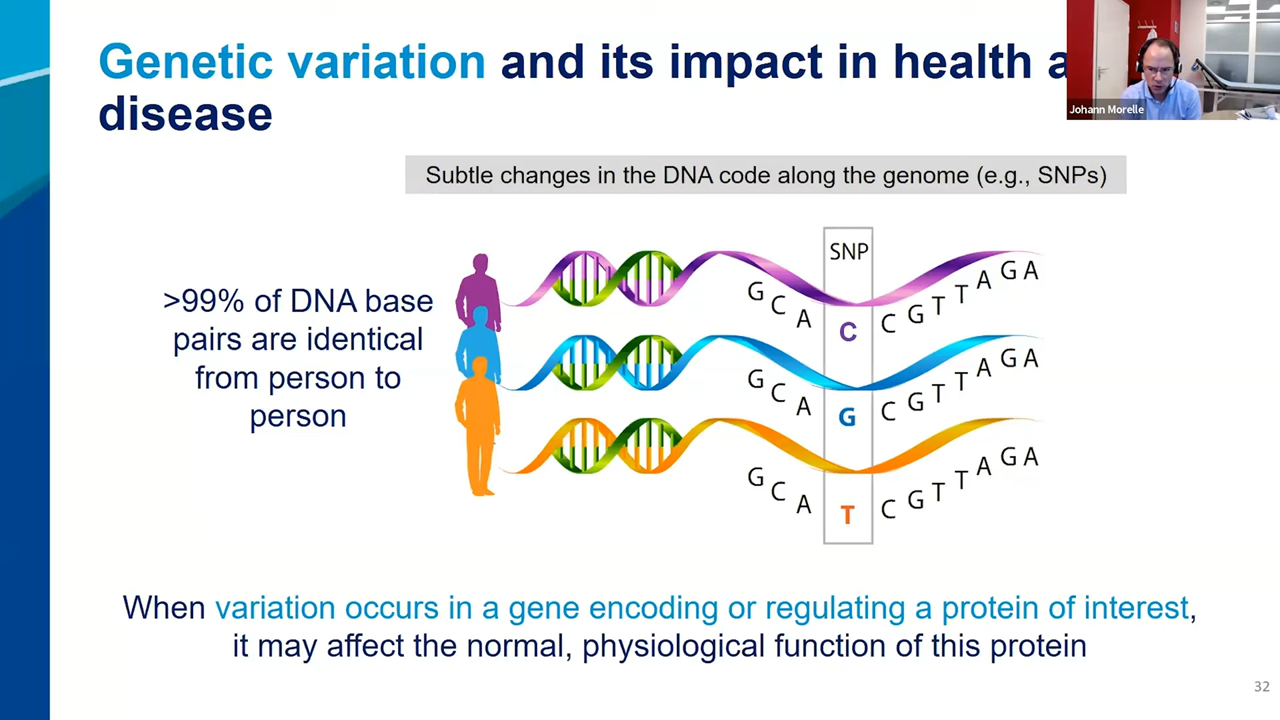 Genetic variation and its impact in health a
disease
Johann Morelle
Subtle changes in the DNA code along the genome (e.g., SNPs)
>99% of DNA base
pairs are identical
from person to
person
SNP
G C A C C G T T A G A
G C A G C G T T A G A
G C A T C G T T A G A
When variation occurs in a gene encoding or regulating a protein of interest,
it may affect the normal, physiological function of this protein
32